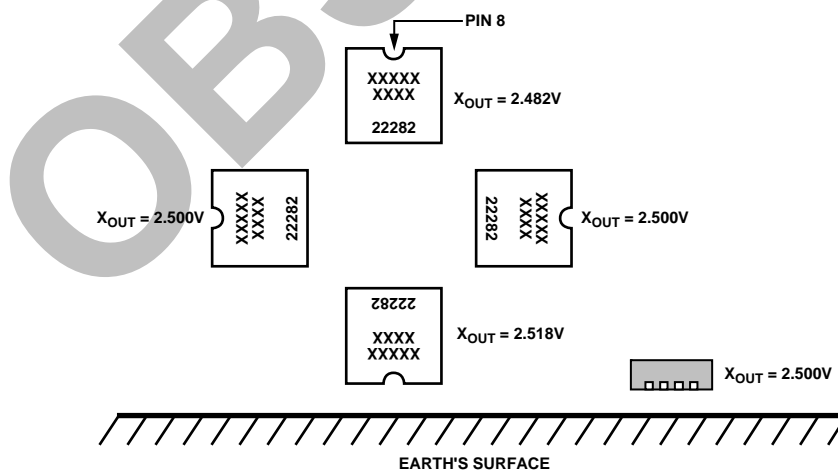 PIN 8
XXXXX
XXXX
22282
X_OUT = 2.482V
X_OUT = 2.500V
XXXXX
XXXX
22282
22282
XXXX
XXXXX
X_OUT = 2.500V
22282
XXXX
XXXXX
X_OUT = 2.518V
X_OUT = 2.500V
EARTH'S SURFACE
OBS